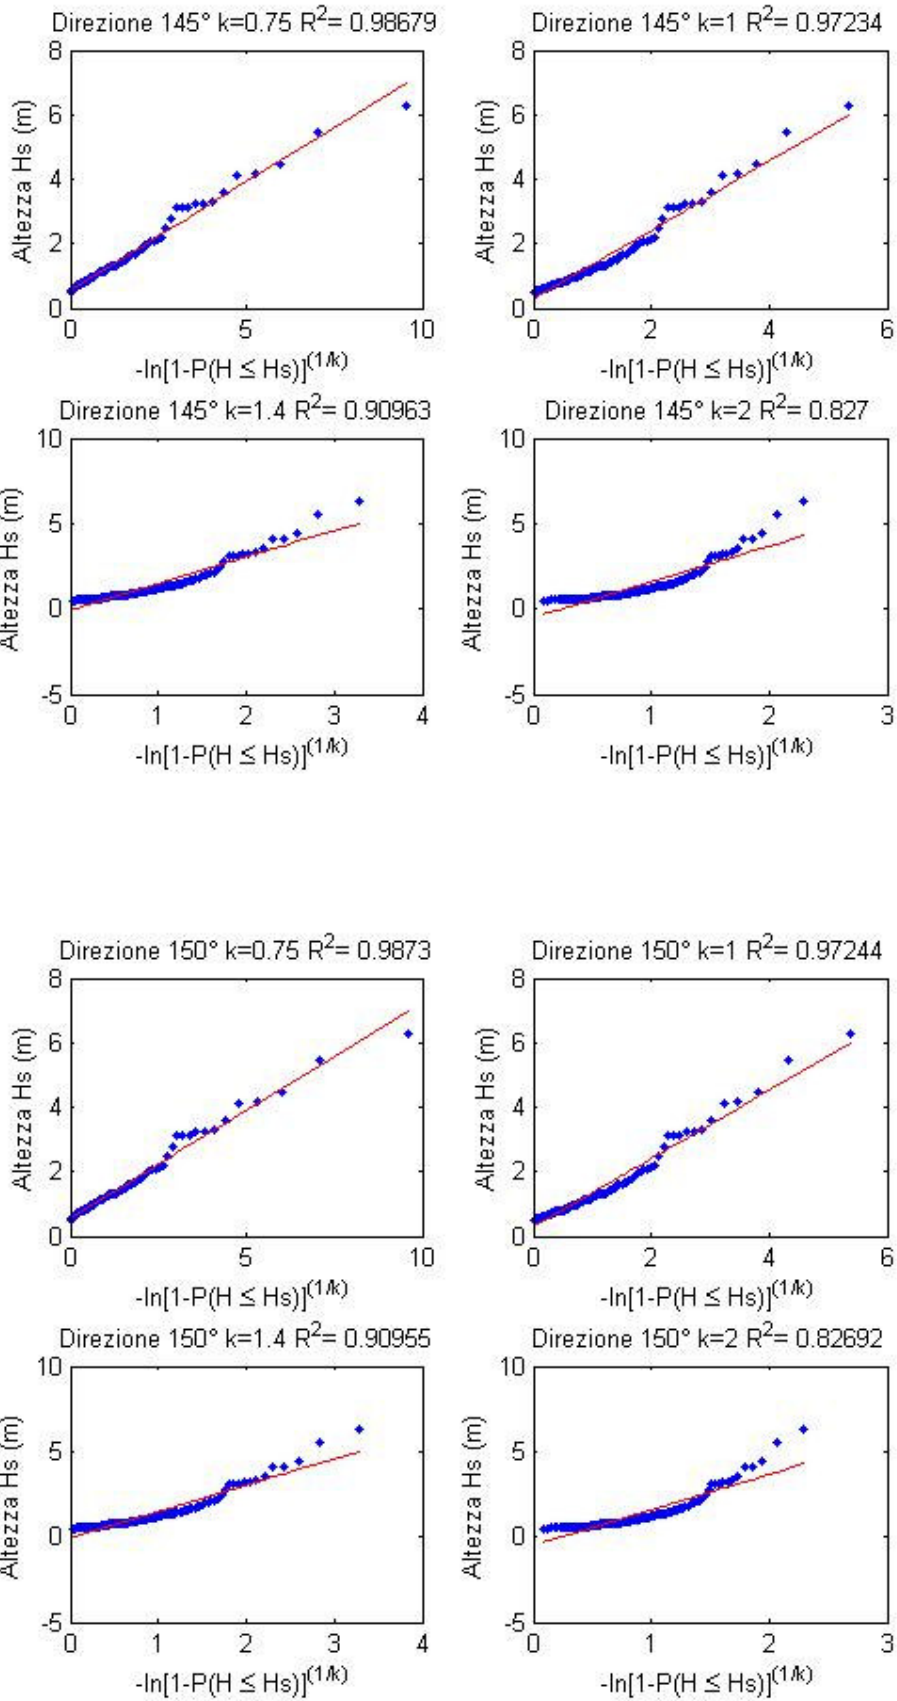 Direzione 145° k=0.75 R²= 0.98679
8
6
4
2
0
Altezza Hs (m)
0 5 10
-ln[1-P(H ≤ Hs)]^(1/k)
Direzione 145° k=1 R²= 0.97234
8
6
4
2
0
Altezza Hs (m)
0 2 4 6
-ln[1-P(H ≤ Hs)]^(1/k)
Direzione 145° k=1.4 R²= 0.90963
10
5
0
-5
Altezza Hs (m)
0 1 2 3 4
-ln[1-P(H ≤ Hs)]^(1/k)
Direzione 145° k=2 R²= 0.827
10
5
0
-5
Altezza Hs (m)
0 1 2 3
-ln[1-P(H ≤ Hs)]^(1/k)
Direzione 150° k=0.75 R²= 0.9873
8
6
4
2
0
Altezza Hs (m)
0 5 10
-ln[1-P(H ≤ Hs)]^(1/k)
Direzione 150° k=1 R²= 0.97244
8
6
4
2
0
Altezza Hs (m)
0 2 4 6
-ln[1-P(H ≤ Hs)]^(1/k)
Direzione 150° k=1.4 R²= 0.90955
10
5
0
-5
Altezza Hs (m)
0 1 2 3 4
-ln[1-P(H ≤ Hs)]^(1/k)
Direzione 150° k=2 R²= 0.82692
10
5
0
-5
Altezza Hs (m)
0 1 2 3
-ln[1-P(H ≤ Hs)]^(1/k)